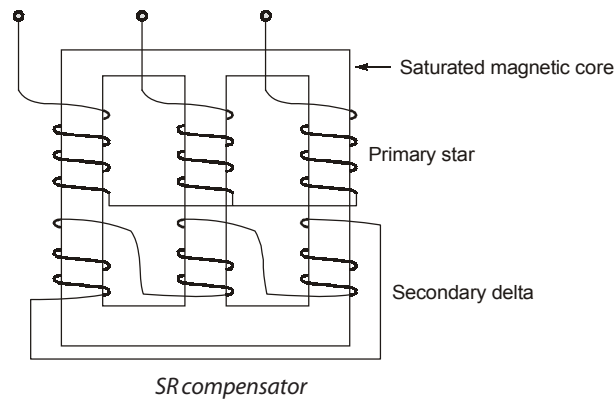 Saturated magnetic core
Primary star
Secondary delta
SR compensator